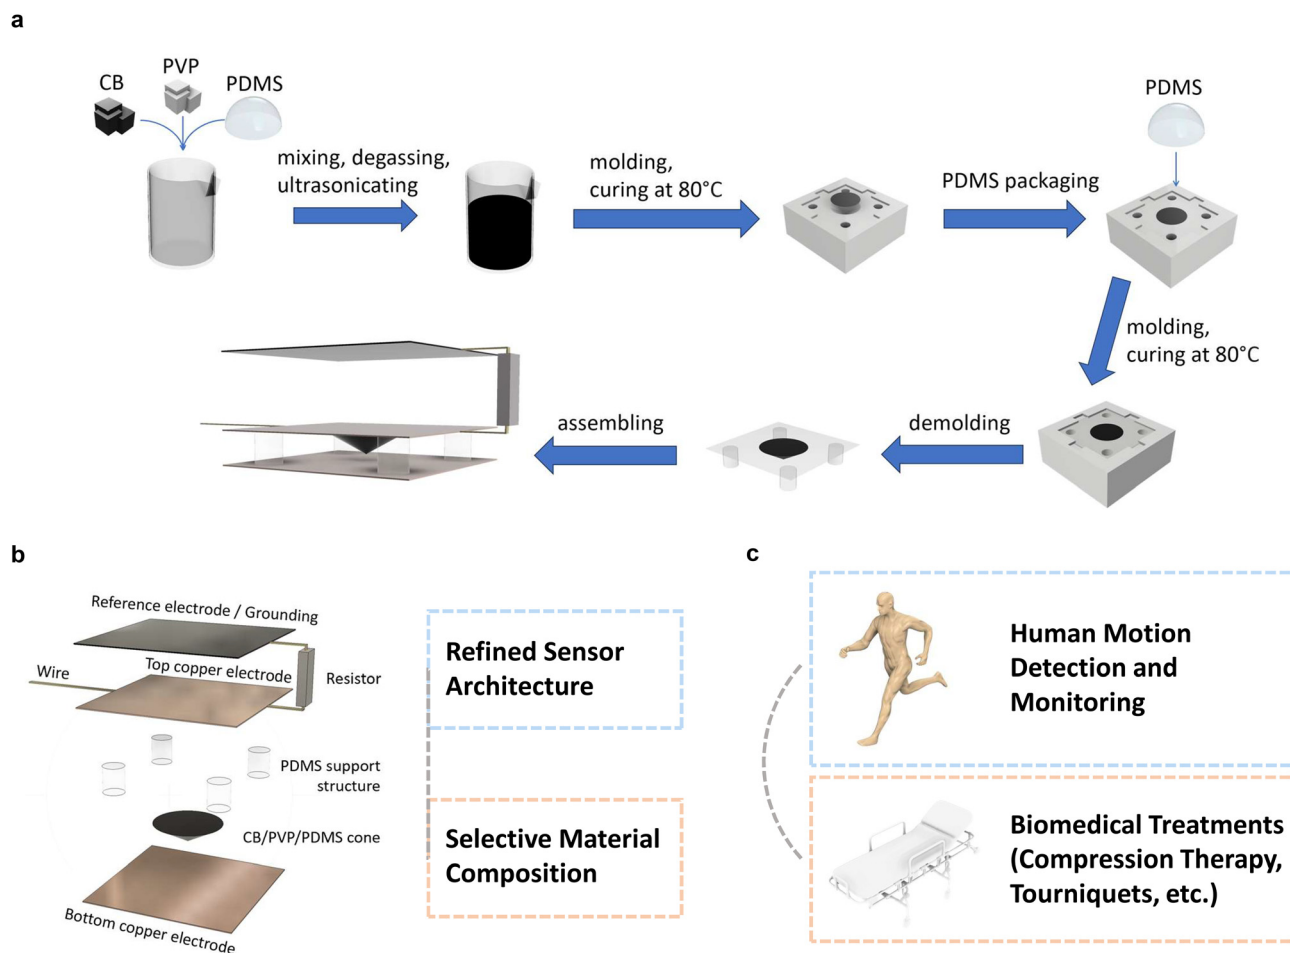 a
CB
PVP
PDMS
mixing, degassing,
ultrasonicating
molding,
curing at 80°C
PDMS packaging
PDMS
molding,
curing at 80°C
demolding
assembling
b
Reference electrode / Grounding
Wire
Top copper electrode
Resistor
PDMS support
structure
CB/PVP/PDMS cone
Bottom copper electrode
Refined Sensor
Architecture
Selective Material
Composition
c
Human Motion
Detection and
Monitoring
Biomedical Treatments
(Compression Therapy,
Tourniquets, etc.)